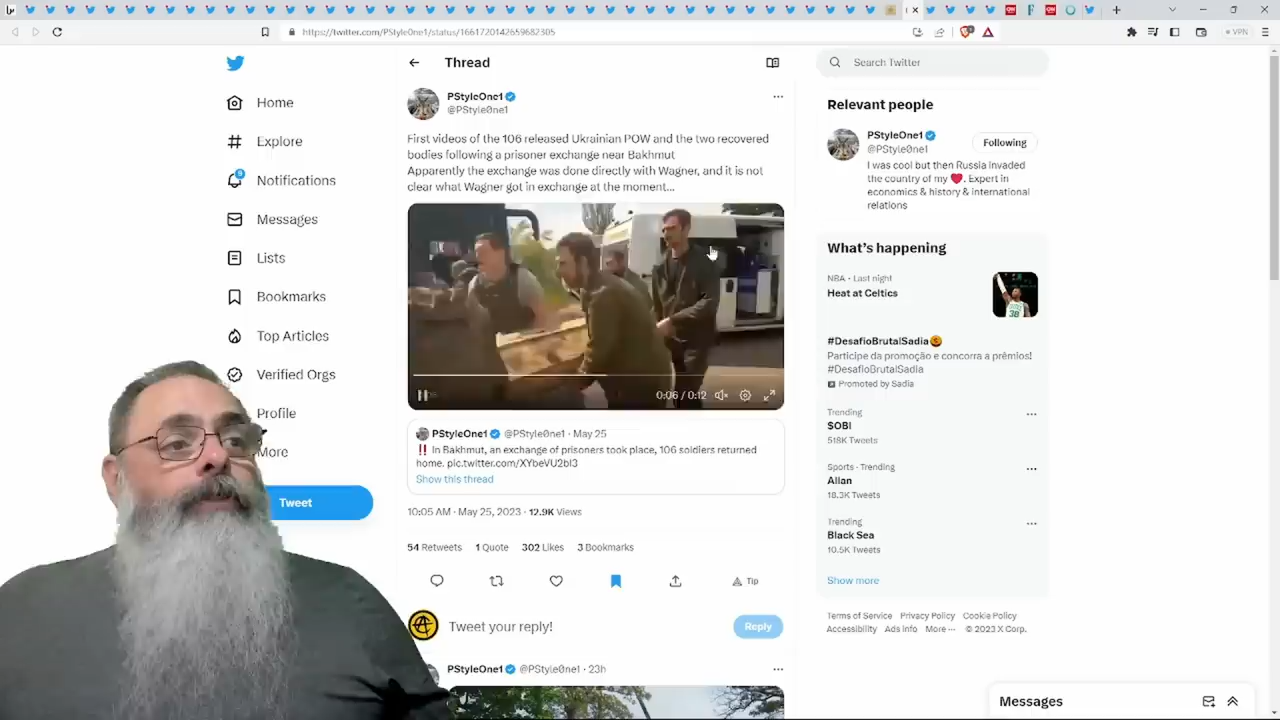 https://twitter.com/PStyle0ne1/status/1661720142659682305
VPN
Home
Explore
9
Notifications
Messages
Lists
Bookmarks
Top Articles
Verified Orgs
Profile
More
Tweet
Thread
PStyleOne1
@PStyle0ne1
First videos of the 106 released Ukrainian POW and the two recovered
bodies following a prisoner exchange near Bakhmut
Apparently the exchange was done directly with Wagner, and it is not
clear what Wagner got in exchange at the moment...
0:06 / 0:12
PStyleOne1 @PStyle0ne1 · May 25
‼️ In Bakhmut, an exchange of prisoners took place, 106 soldiers returned
home. pic.twitter.com/XYbeVU2bI3
Show this thread
10:05 AM · May 25, 2023 · 12.9K Views
54 Retweets 1 Quote 302 Likes 3 Bookmarks
Tip
Tweet your reply!
Reply
PStyleOne1 @PStyle0ne1 · 23h
Search Twitter
Relevant people
PStyleOne1
@PStyle0ne1
Following
I was cool but then Russia invaded
the country of my ❤️. Expert in
economics & history & international
relations
What's happening
NBA · Last night
Heat at Celtics
38
#DesafioBrutalSadia
Participe da promoção e concorra a prêmios!
#DesafioBrutalSadia
Promoted by Sadia
Trending
$OBI
518K Tweets
Sports · Trending
Allan
18.3K Tweets
Trending
Black Sea
10.5K Tweets
Show more
Terms of Service Privacy Policy Cookie Policy
Accessibility Ads info More ··· © 2023 X Corp.
Messages